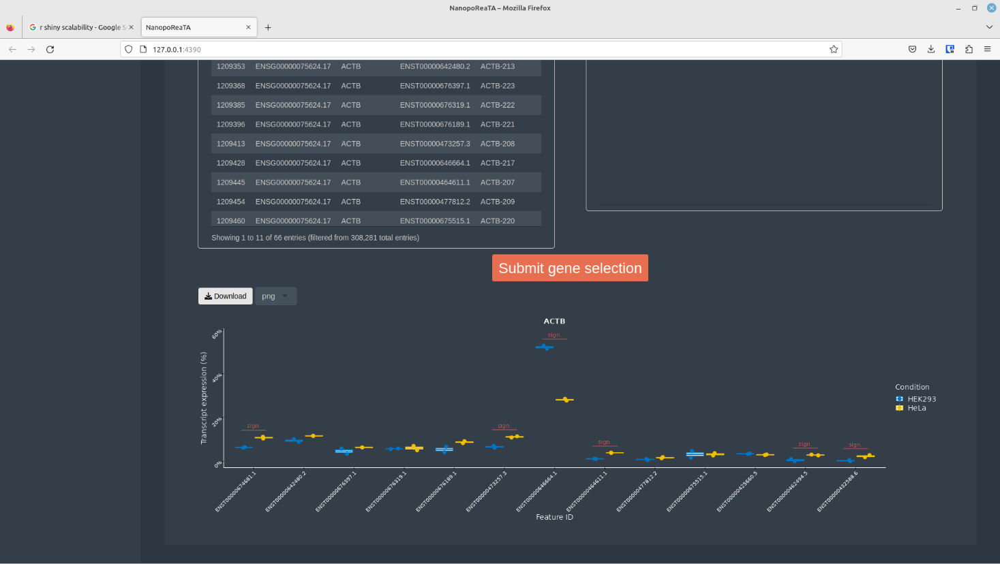 NanopoReaTA – Mozilla Firefox
r shiny scalability - Google S
NanopoReaTA
127.0.0.1:4390
1209353 ENSG00000075624.17 ACTB ENST00000642480.2 ACTB-213
1209368 ENSG00000075624.17 ACTB ENST00000676397.1 ACTB-223
1209385 ENSG00000075624.17 ACTB ENST00000676319.1 ACTB-222
1209396 ENSG00000075624.17 ACTB ENST00000676189.1 ACTB-221
1209413 ENSG00000075624.17 ACTB ENST00000473257.3 ACTB-208
1209428 ENSG00000075624.17 ACTB ENST00000646664.1 ACTB-217
1209445 ENSG00000075624.17 ACTB ENST00000464611.1 ACTB-207
1209454 ENSG00000075624.17 ACTB ENST00000477812.2 ACTB-209
1209460 ENSG00000075624.17 ACTB ENST00000675515.1 ACTB-220
Showing 1 to 11 of 66 entries (filtered from 308,281 total entries)
Submit gene selection
Download png
ACTB
Transcript expression (%)
60%
40%
20%
0%
sign.
sign.
sign.
sign.
sign.
sign.
ENST00000674681.1
ENST00000642480.2
ENST00000676397.1
ENST00000676319.1
ENST00000676189.1
ENST00000473257.3
ENST00000646664.1
ENST00000464611.1
ENST00000477812.2
ENST00000675515.1
ENST00000425660.5
ENST00000462494.5
ENST00000432588.6
Feature ID
Condition
HEK293
HeLa